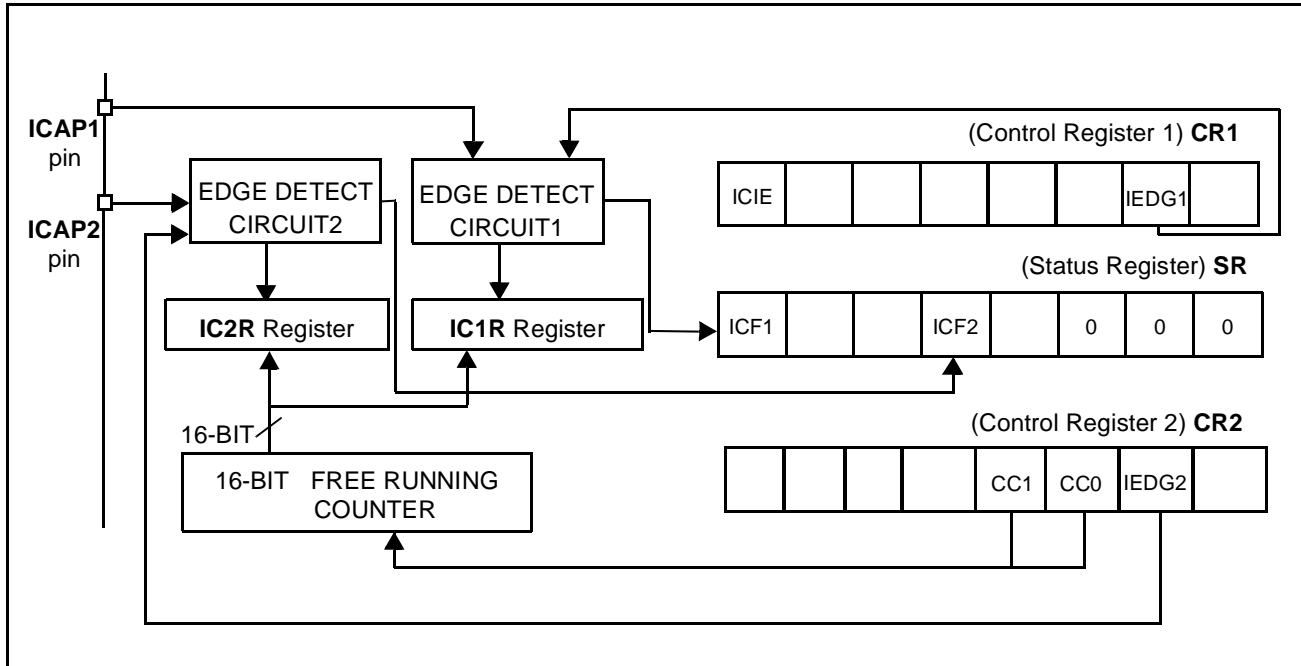 ICAP1
pin
ICAP2
pin
EDGE DETECT
CIRCUIT2
EDGE DETECT
CIRCUIT1
IC2R Register
IC1R Register
16-BIT
16-BIT FREE RUNNING
COUNTER
(Control Register 1) CR1
ICIE IEDG1
(Status Register) SR
ICF1 ICF2 0 0 0
(Control Register 2) CR2
CC1 CC0 IEDG2